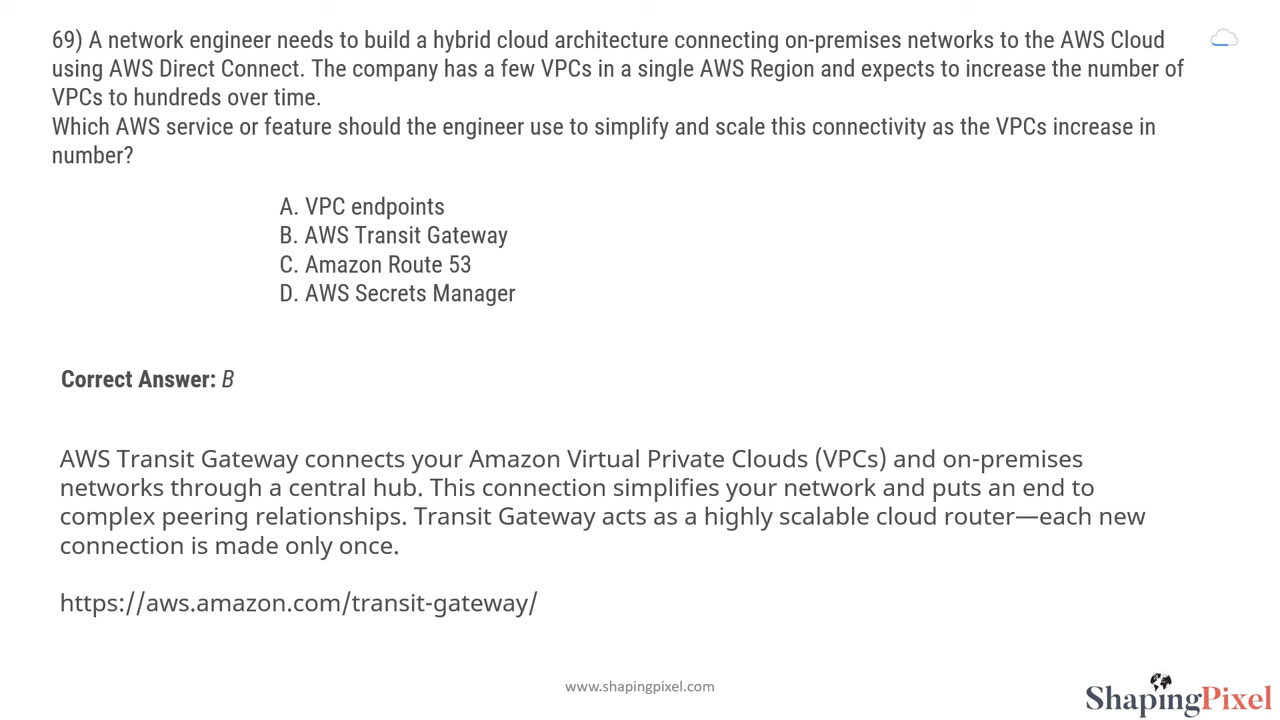 69) A network engineer needs to build a hybrid cloud architecture connecting on-premises networks to the AWS Cloud
using AWS Direct Connect. The company has a few VPCs in a single AWS Region and expects to increase the number of
VPCs to hundreds over time.
Which AWS service or feature should the engineer use to simplify and scale this connectivity as the VPCs increase in
number?
A. VPC endpoints
B. AWS Transit Gateway
C. Amazon Route 53
D. AWS Secrets Manager
Correct Answer: B
AWS Transit Gateway connects your Amazon Virtual Private Clouds (VPCs) and on-premises
networks through a central hub. This connection simplifies your network and puts an end to
complex peering relationships. Transit Gateway acts as a highly scalable cloud router—each new
connection is made only once.
https://aws.amazon.com/transit-gateway/
www.shapingpixel.com
ShapingPixel